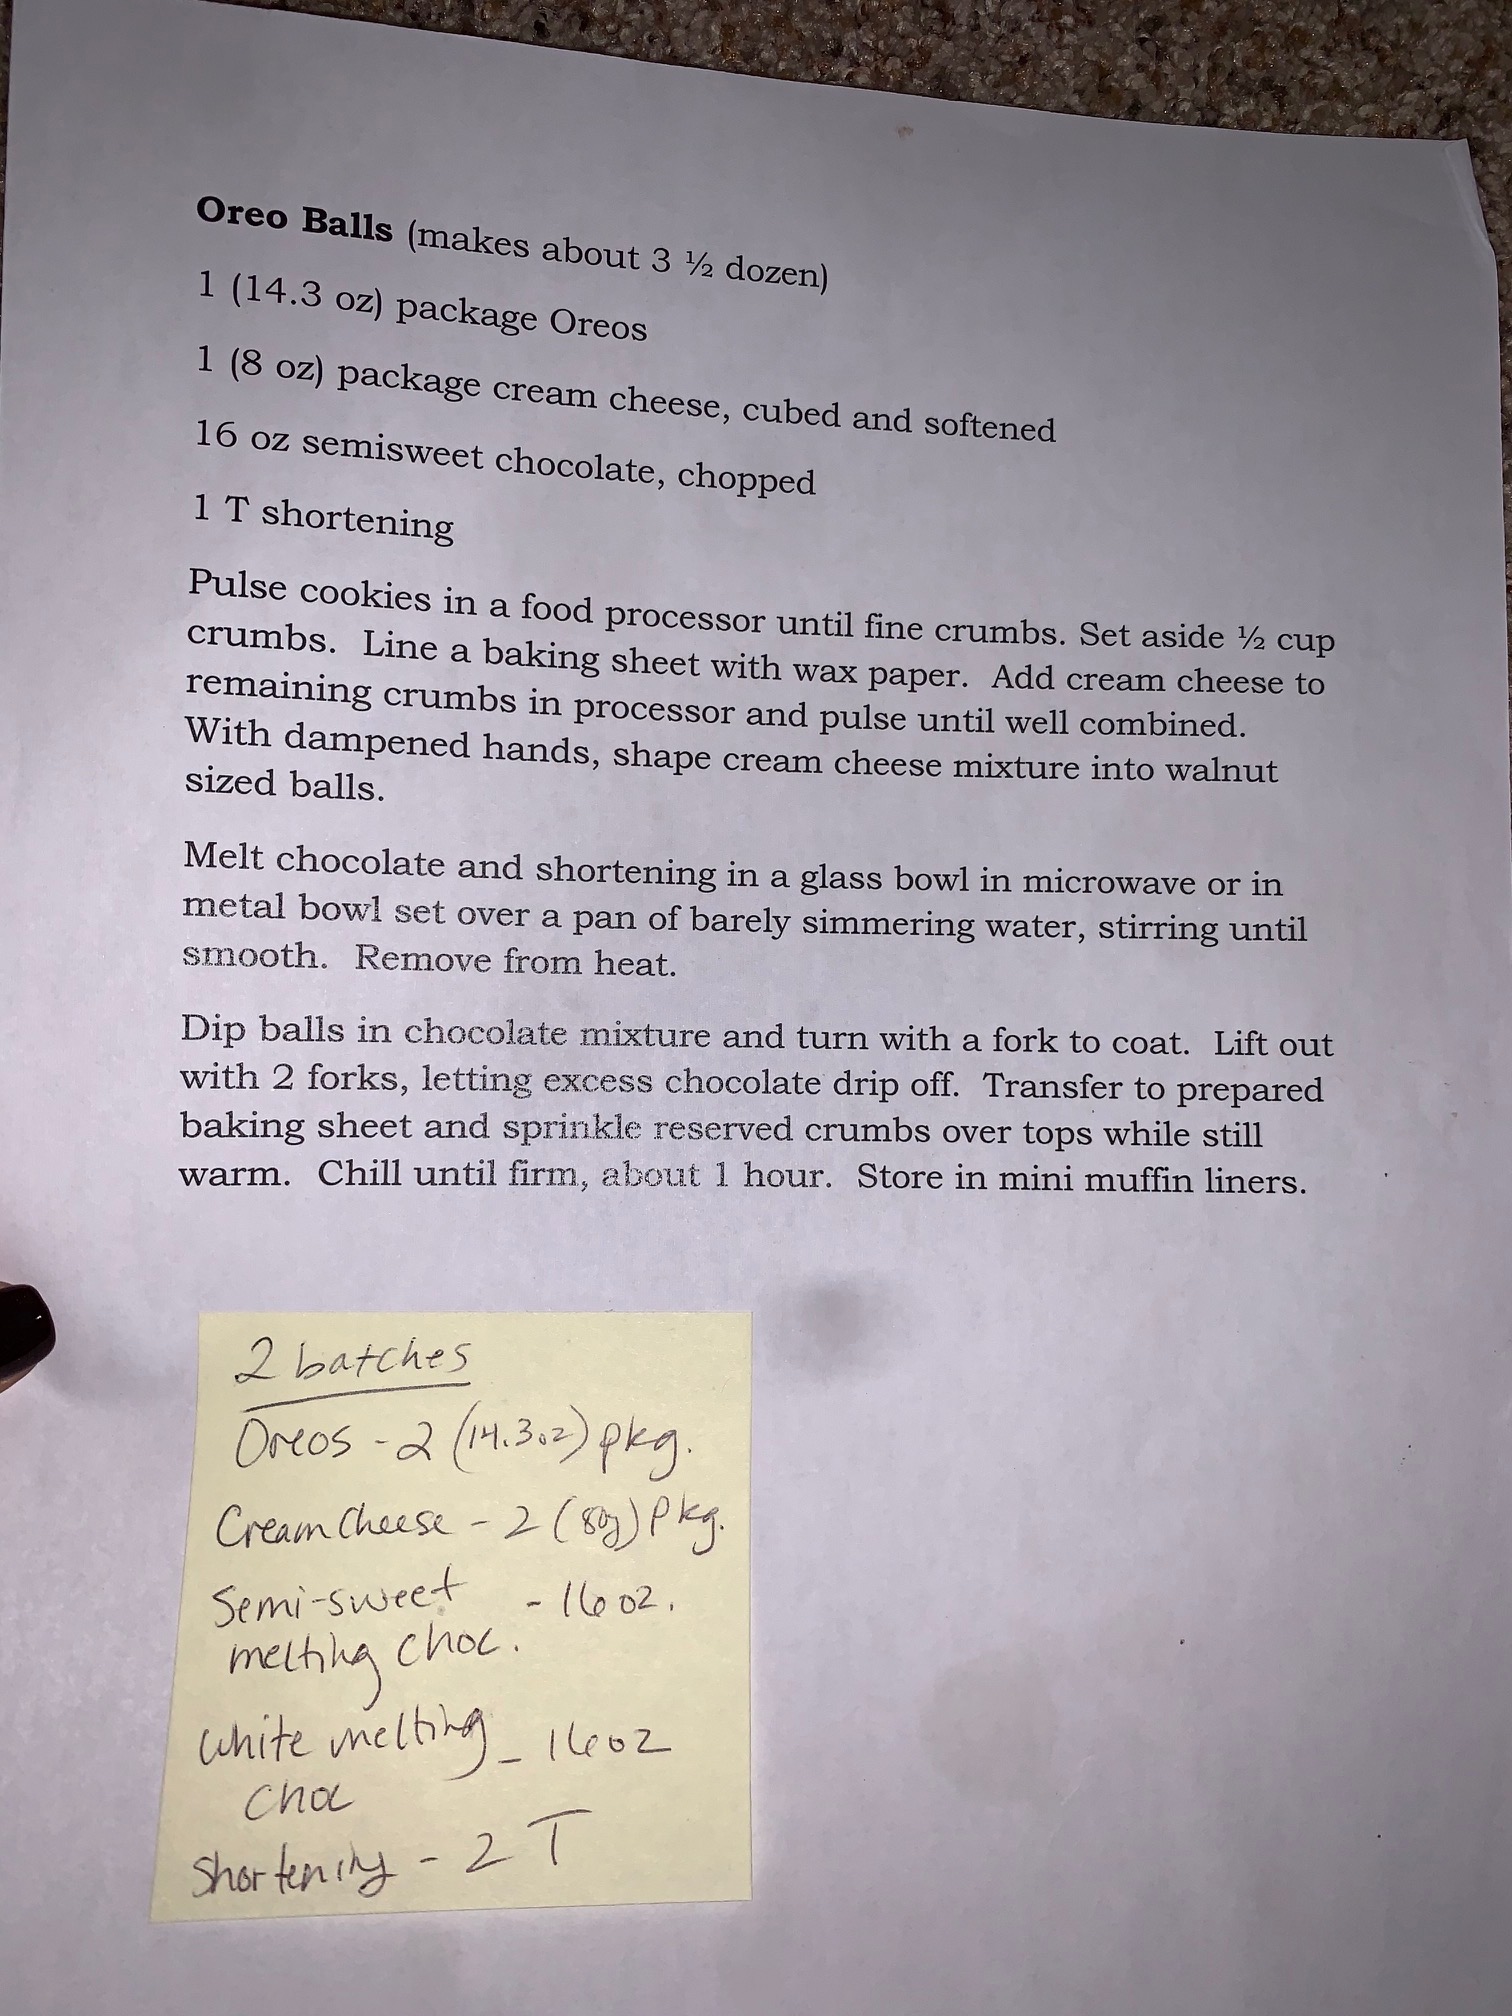 Oreo Balls (makes about 3 ½ dozen)
1 (14.3 oz) package Oreos
1 (8 oz) package cream cheese, cubed and softened
16 oz semisweet chocolate, chopped
1 T shortening
Pulse cookies in a food processor until fine crumbs. Set aside ½ cup
crumbs. Line a baking sheet with wax paper. Add cream cheese to
remaining crumbs in processor and pulse until well combined.
With dampened hands, shape cream cheese mixture into walnut
sized balls.
Melt chocolate and shortening in a glass bowl in microwave or in
metal bowl set over a pan of barely simmering water, stirring until
smooth. Remove from heat.
Dip balls in chocolate mixture and turn with a fork to coat. Lift out
with 2 forks, letting excess chocolate drip off. Transfer to prepared
baking sheet and sprinkle reserved crumbs over tops while still
warm. Chill until firm, about 1 hour. Store in mini muffin liners.
2 batches
Oreos - 2 (14.3oz) pkg.
Cream Cheese - 2 (8oz) Pkg.
Semi-sweet - 16 oz.
melting choc.
white melting - 16 oz
choc
Shortening - 2 T